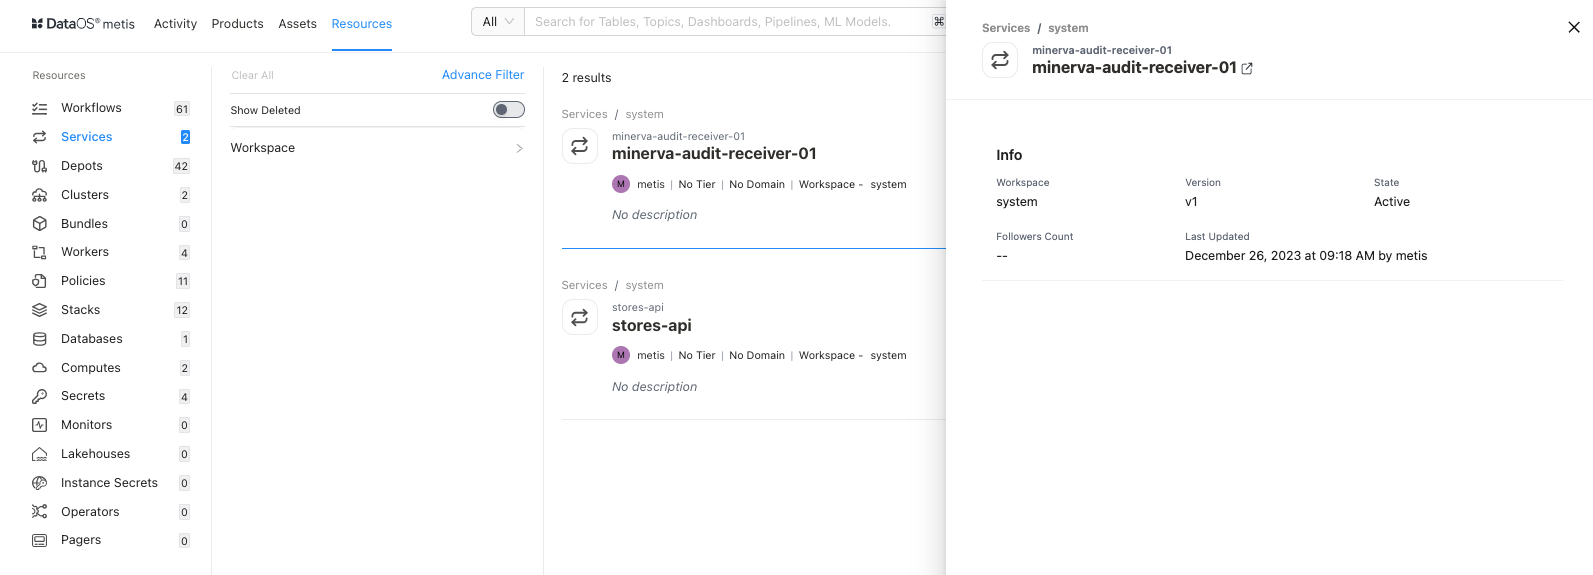 DataOS® metis Activity Products Assets Resources All Search for Tables, Topics, Dashboards, Pipelines, ML Models. ⌘
Resources
Workflows 61
Services 2
Depots 42
Clusters 2
Bundles 0
Workers 4
Policies 11
Stacks 12
Databases 1
Computes 2
Secrets 4
Monitors 0
Lakehouses 0
Instance Secrets 0
Operators 0
Pagers 0
Clear All Advance Filter
Show Deleted
Workspace
2 results
Services / system
minerva-audit-receiver-01
minerva-audit-receiver-01
M metis | No Tier | No Domain | Workspace - system
No description
Services / system
stores-api
stores-api
M metis | No Tier | No Domain | Workspace - system
No description
Services / system
minerva-audit-receiver-01
minerva-audit-receiver-01
Info
Workspace Version State
system v1 Active
Followers Count Last Updated
-- December 26, 2023 at 09:18 AM by metis